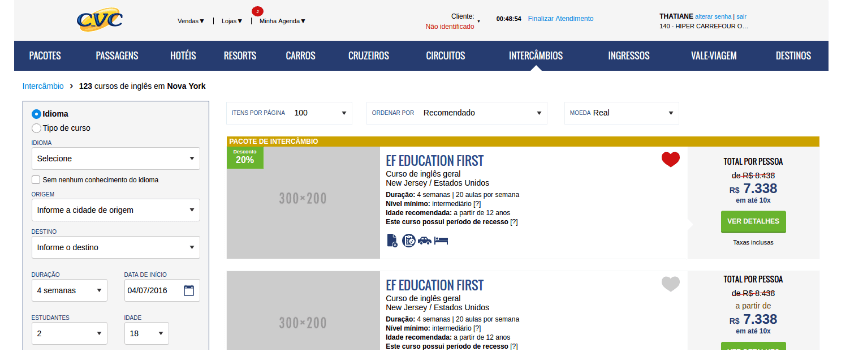 CVC
Vendas ▾ | Lojas ▾ | Minha Agenda ▾
2
Cliente:
Não identificado
00:48:54 Finalizar Atendimento
THATIANE alterar senha | sair
140 - HIPER CARREFOUR O...
PACOTES PASSAGENS HOTÉIS RESORTS CARROS CRUZEIROS CIRCUITOS INTERCÂMBIOS INGRESSOS VALE-VIAGEM DESTINOS
Intercâmbio > 123 cursos de inglês em Nova York
Idioma
Tipo de curso
IDIOMA
Selecione
Sem nenhum conhecimento do idioma
ORIGEM
Informe a cidade de origem
DESTINO
Informe o destino
DURAÇÃO DATA DE INÍCIO
4 semanas 04/07/2016
ESTUDANTES IDADE
2 18
ITENS POR PÁGINA 100 ORDENAR POR Recomendado MOEDA Real
PACOTE DE INTERCÂMBIO
Desconto
20%
300×200
EF EDUCATION FIRST
Curso de inglês geral
New Jersey / Estados Unidos
Duração: 4 semanas | 20 aulas por semana
Nível mínimo: intermediário [?]
Idade recomendada: a partir de 12 anos
Este curso possui período de recesso [?]
TOTAL POR PESSOA
de R$ 8.438
R$ 7.338
em até 10x
VER DETALHES
Taxas inclusas
300×200
EF EDUCATION FIRST
Curso de inglês geral
New Jersey / Estados Unidos
Duração: 4 semanas | 20 aulas por semana
Nível mínimo: intermediário [?]
Idade recomendada: a partir de 12 anos
Este curso possui período de recesso [?]
TOTAL POR PESSOA
de R$ 8.438
a partir de
R$ 7.338
em até 10x
VER DETALHES